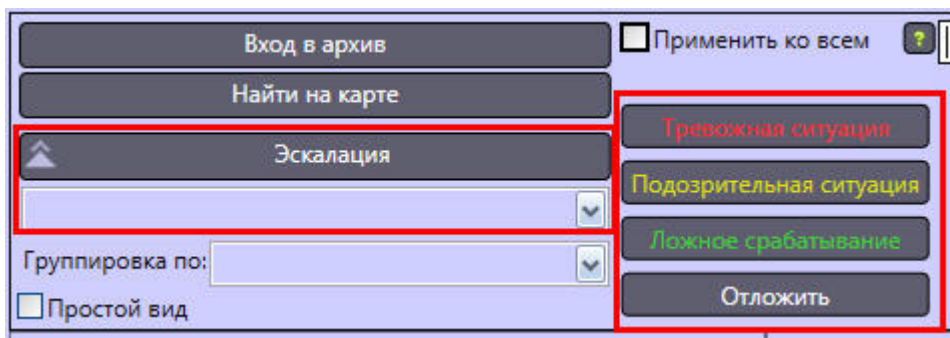 Вход в архив
Найти на карте
Эскалация
Группировка по:
Простой вид
Применить ко всем ?
Тревожная ситуация
Подозрительная ситуация
Ложное срабатывание
Отложить